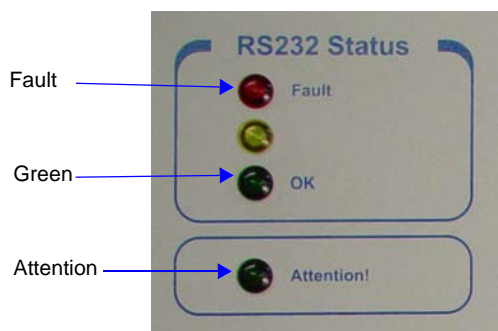 RS232 Status
Fault
Fault
Green
OK
Attention
Attention!